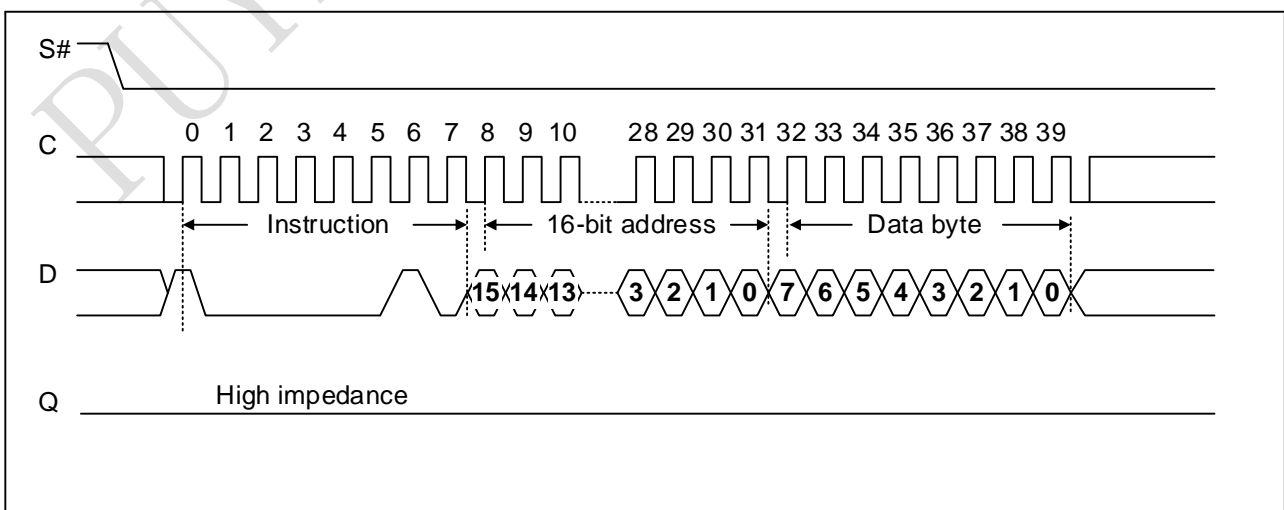 PUY
S#
C
0 1 2 3 4 5 6 7 8 9 10 28 29 30 31 32 33 34 35 36 37 38 39
Instruction 16-bit address Data byte
D
15 14 13 3 2 1 0 7 6 5 4 3 2 1 0
Q High impedance